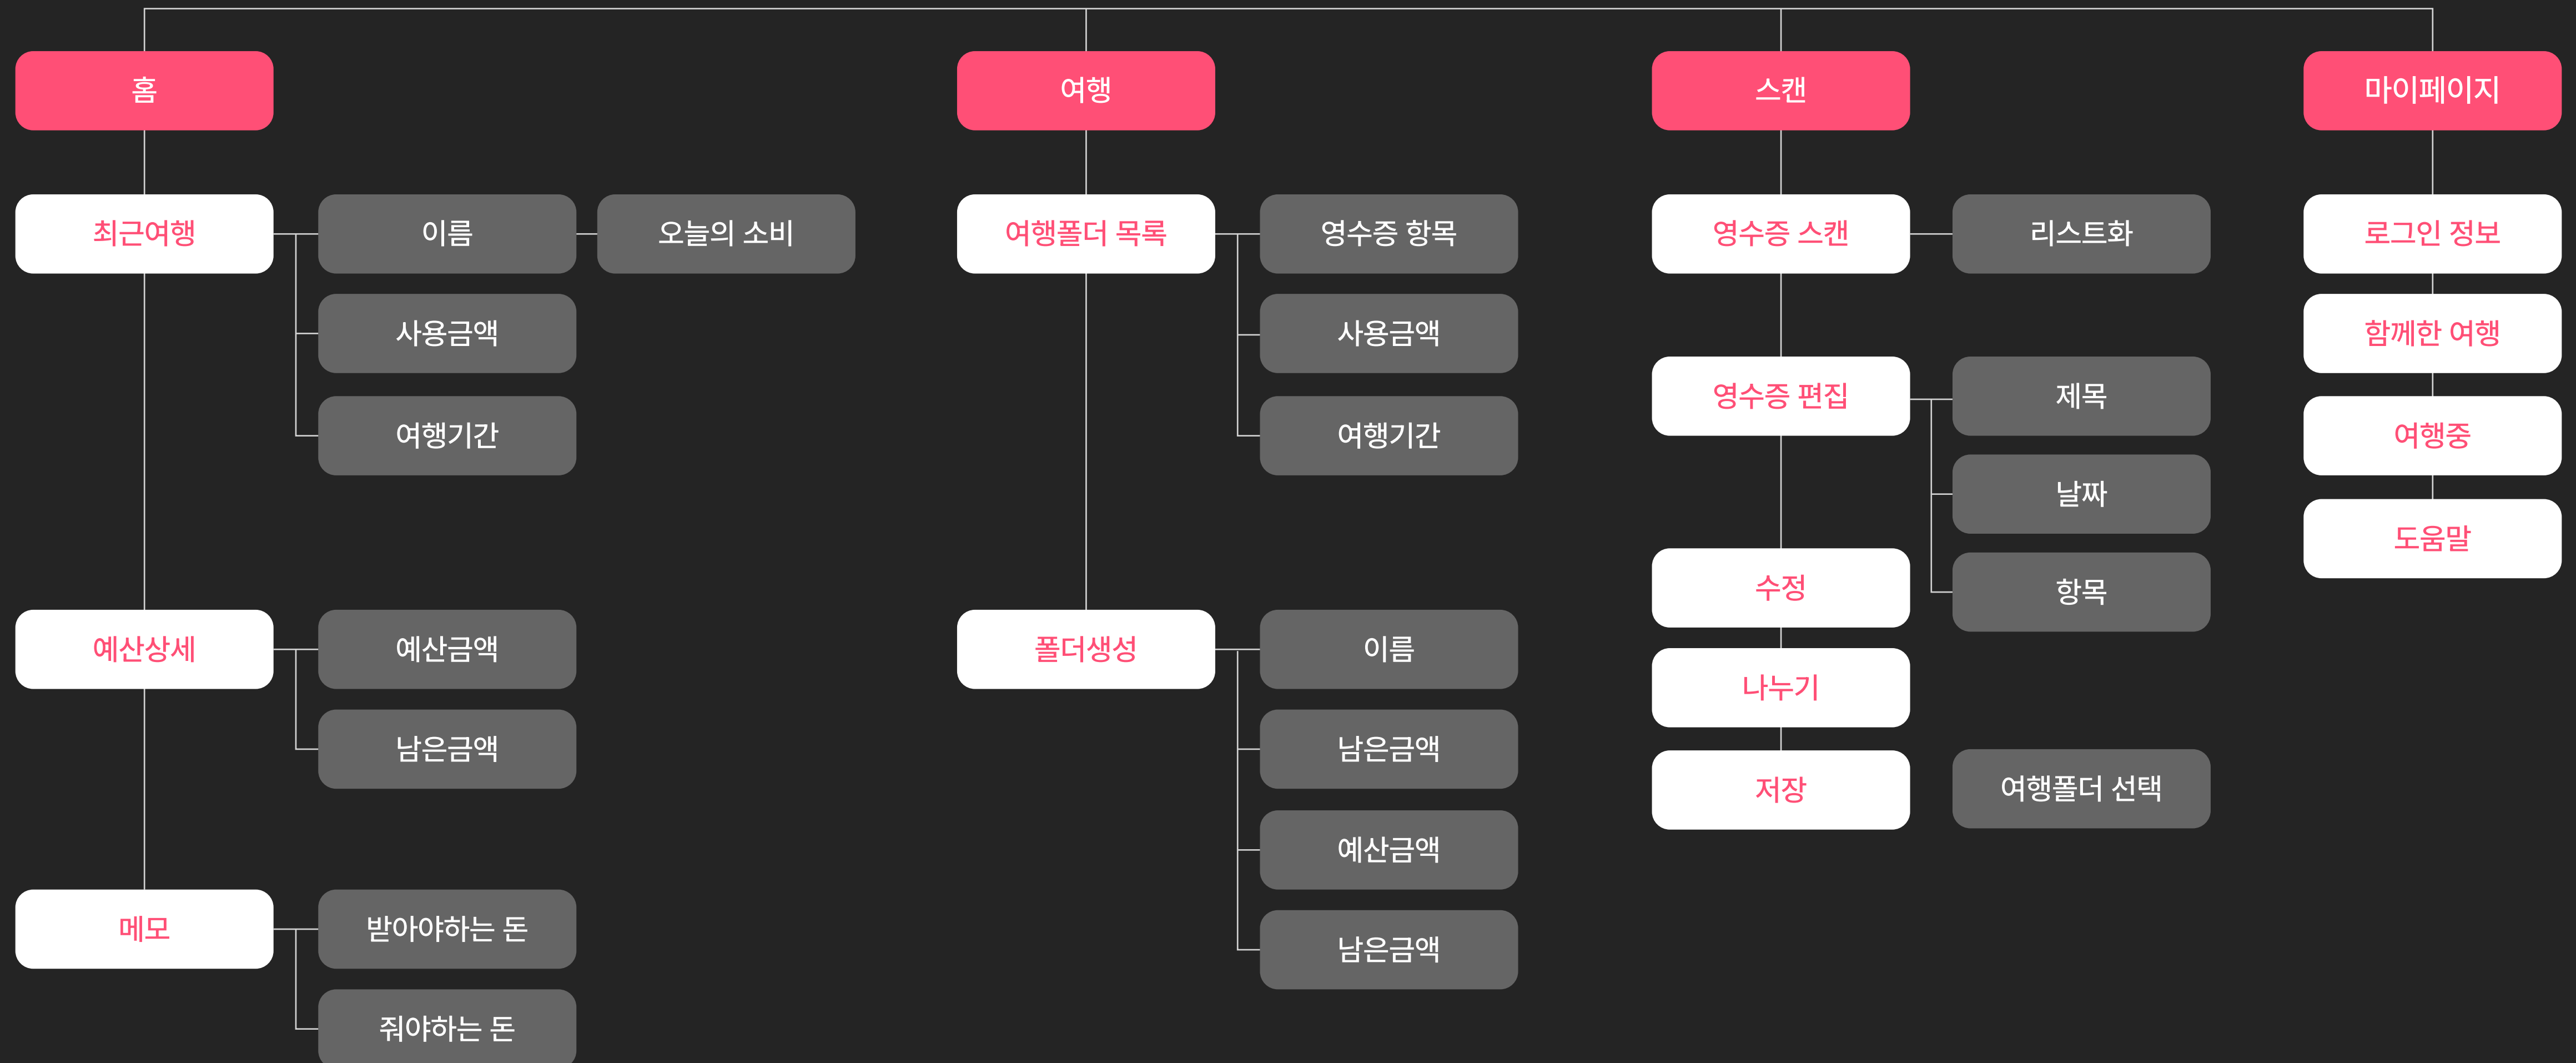 홈
최근여행
이름
오늘의 소비
사용금액
여행기간
예산상세
예산금액
남은금액
메모
받아야하는 돈
줘야하는 돈
여행
여행폴더 목록
영수증 항목
사용금액
여행기간
폴더생성
이름
남은금액
예산금액
남은금액
스캔
영수증 스캔
리스트화
영수증 편집
제목
날짜
항목
수정
나누기
저장
여행폴더 선택
마이페이지
로그인 정보
함께한 여행
여행중
도움말